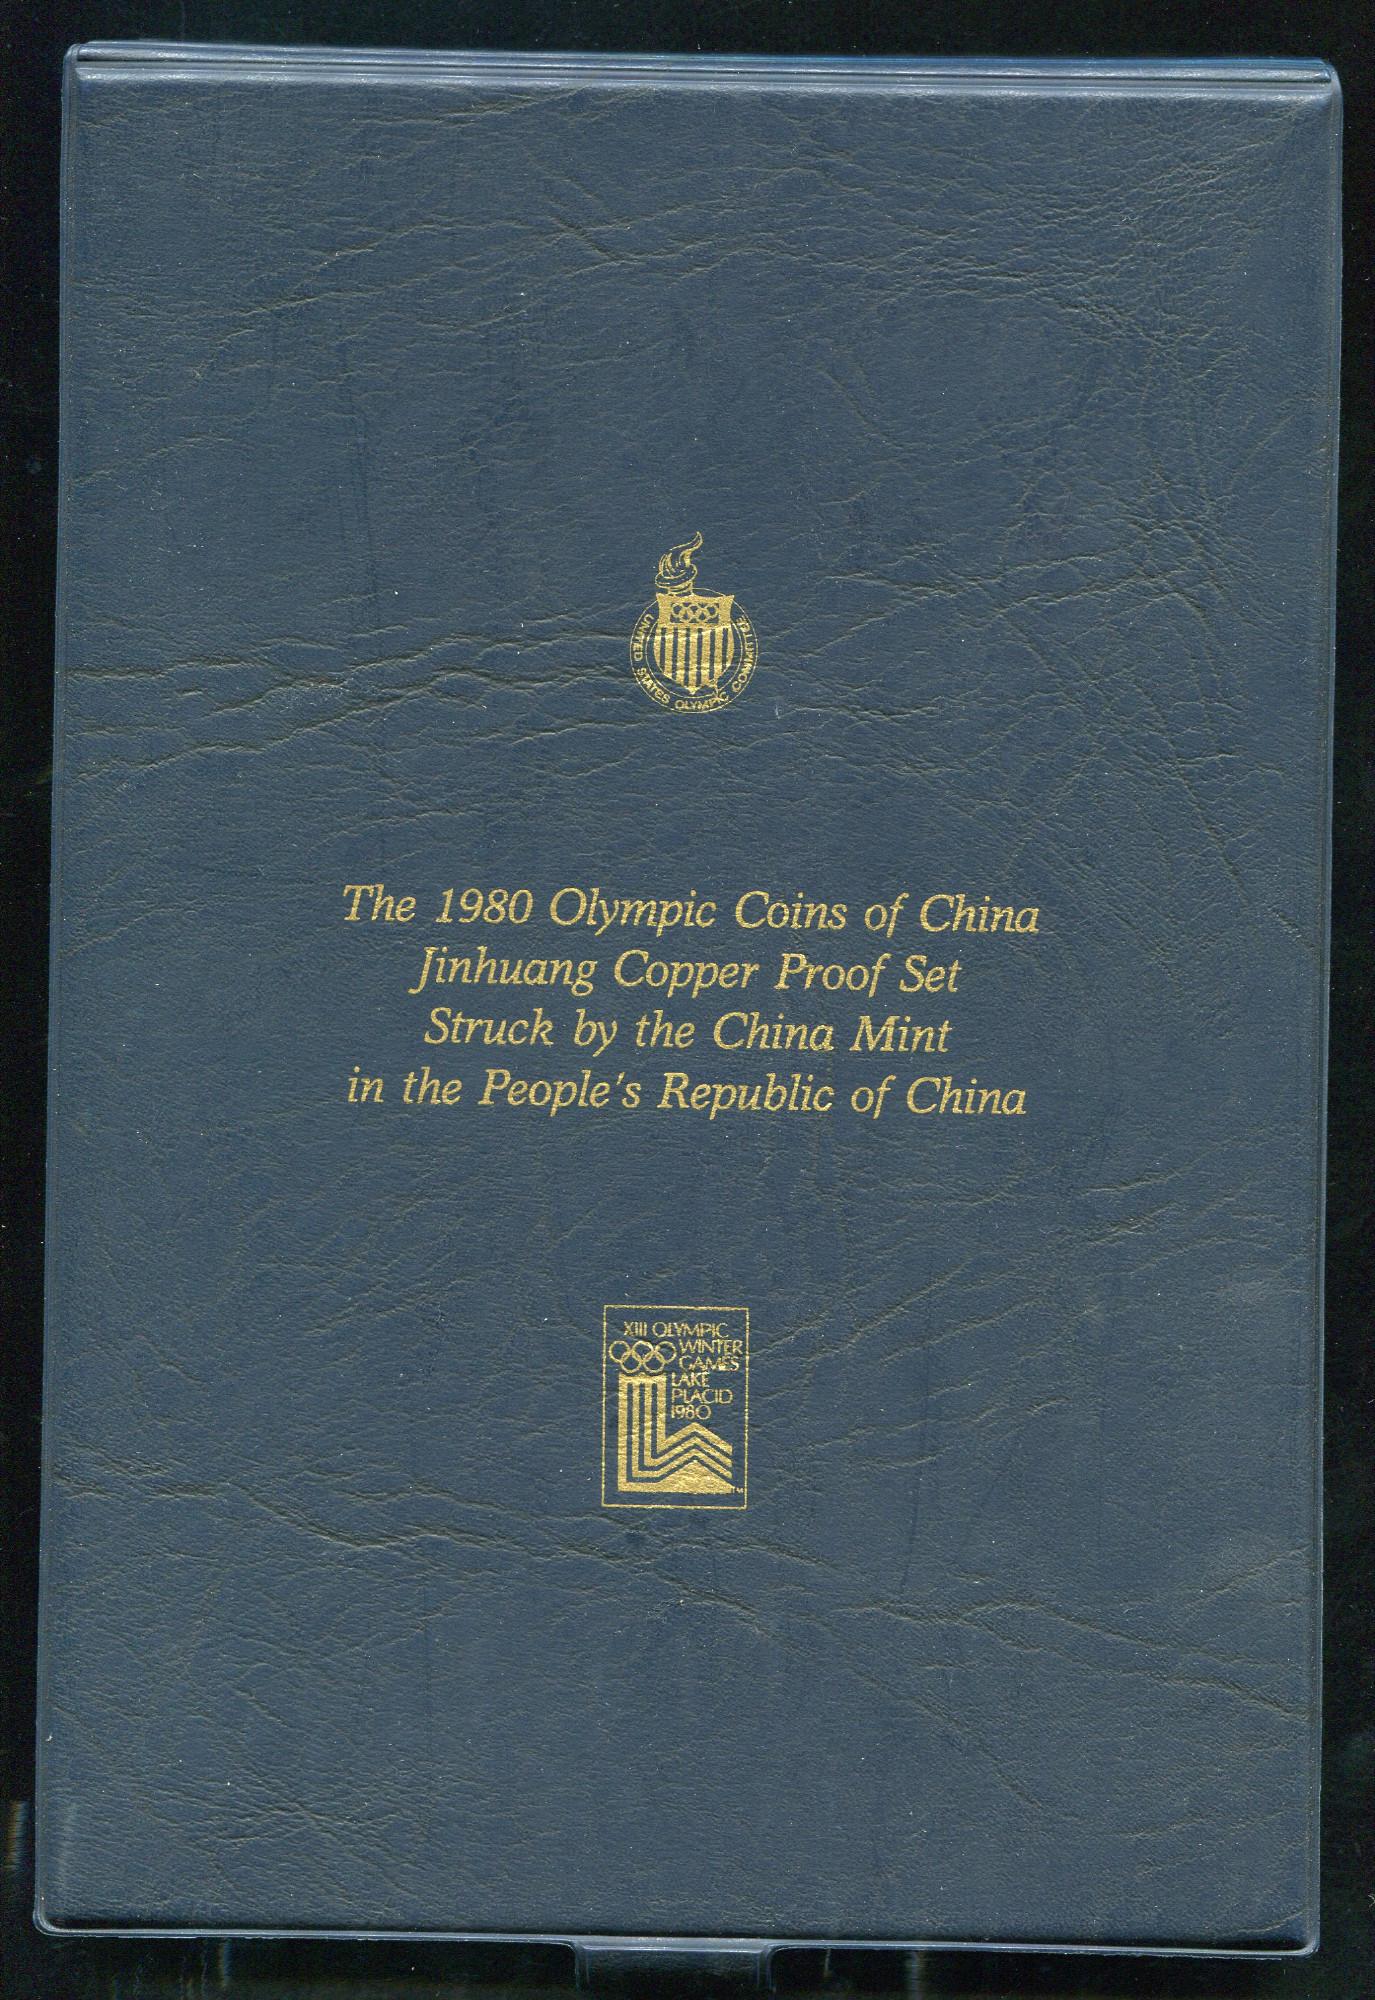 UNITED STATES OLYMPIC COMMITTEE
The 1980 Olympic Coins of China
Jinhuang Copper Proof Set
Struck by the China Mint
in the People's Republic of China
XIII OLYMPIC
WINTER
GAMES
LAKE
PLACID
1980
TM